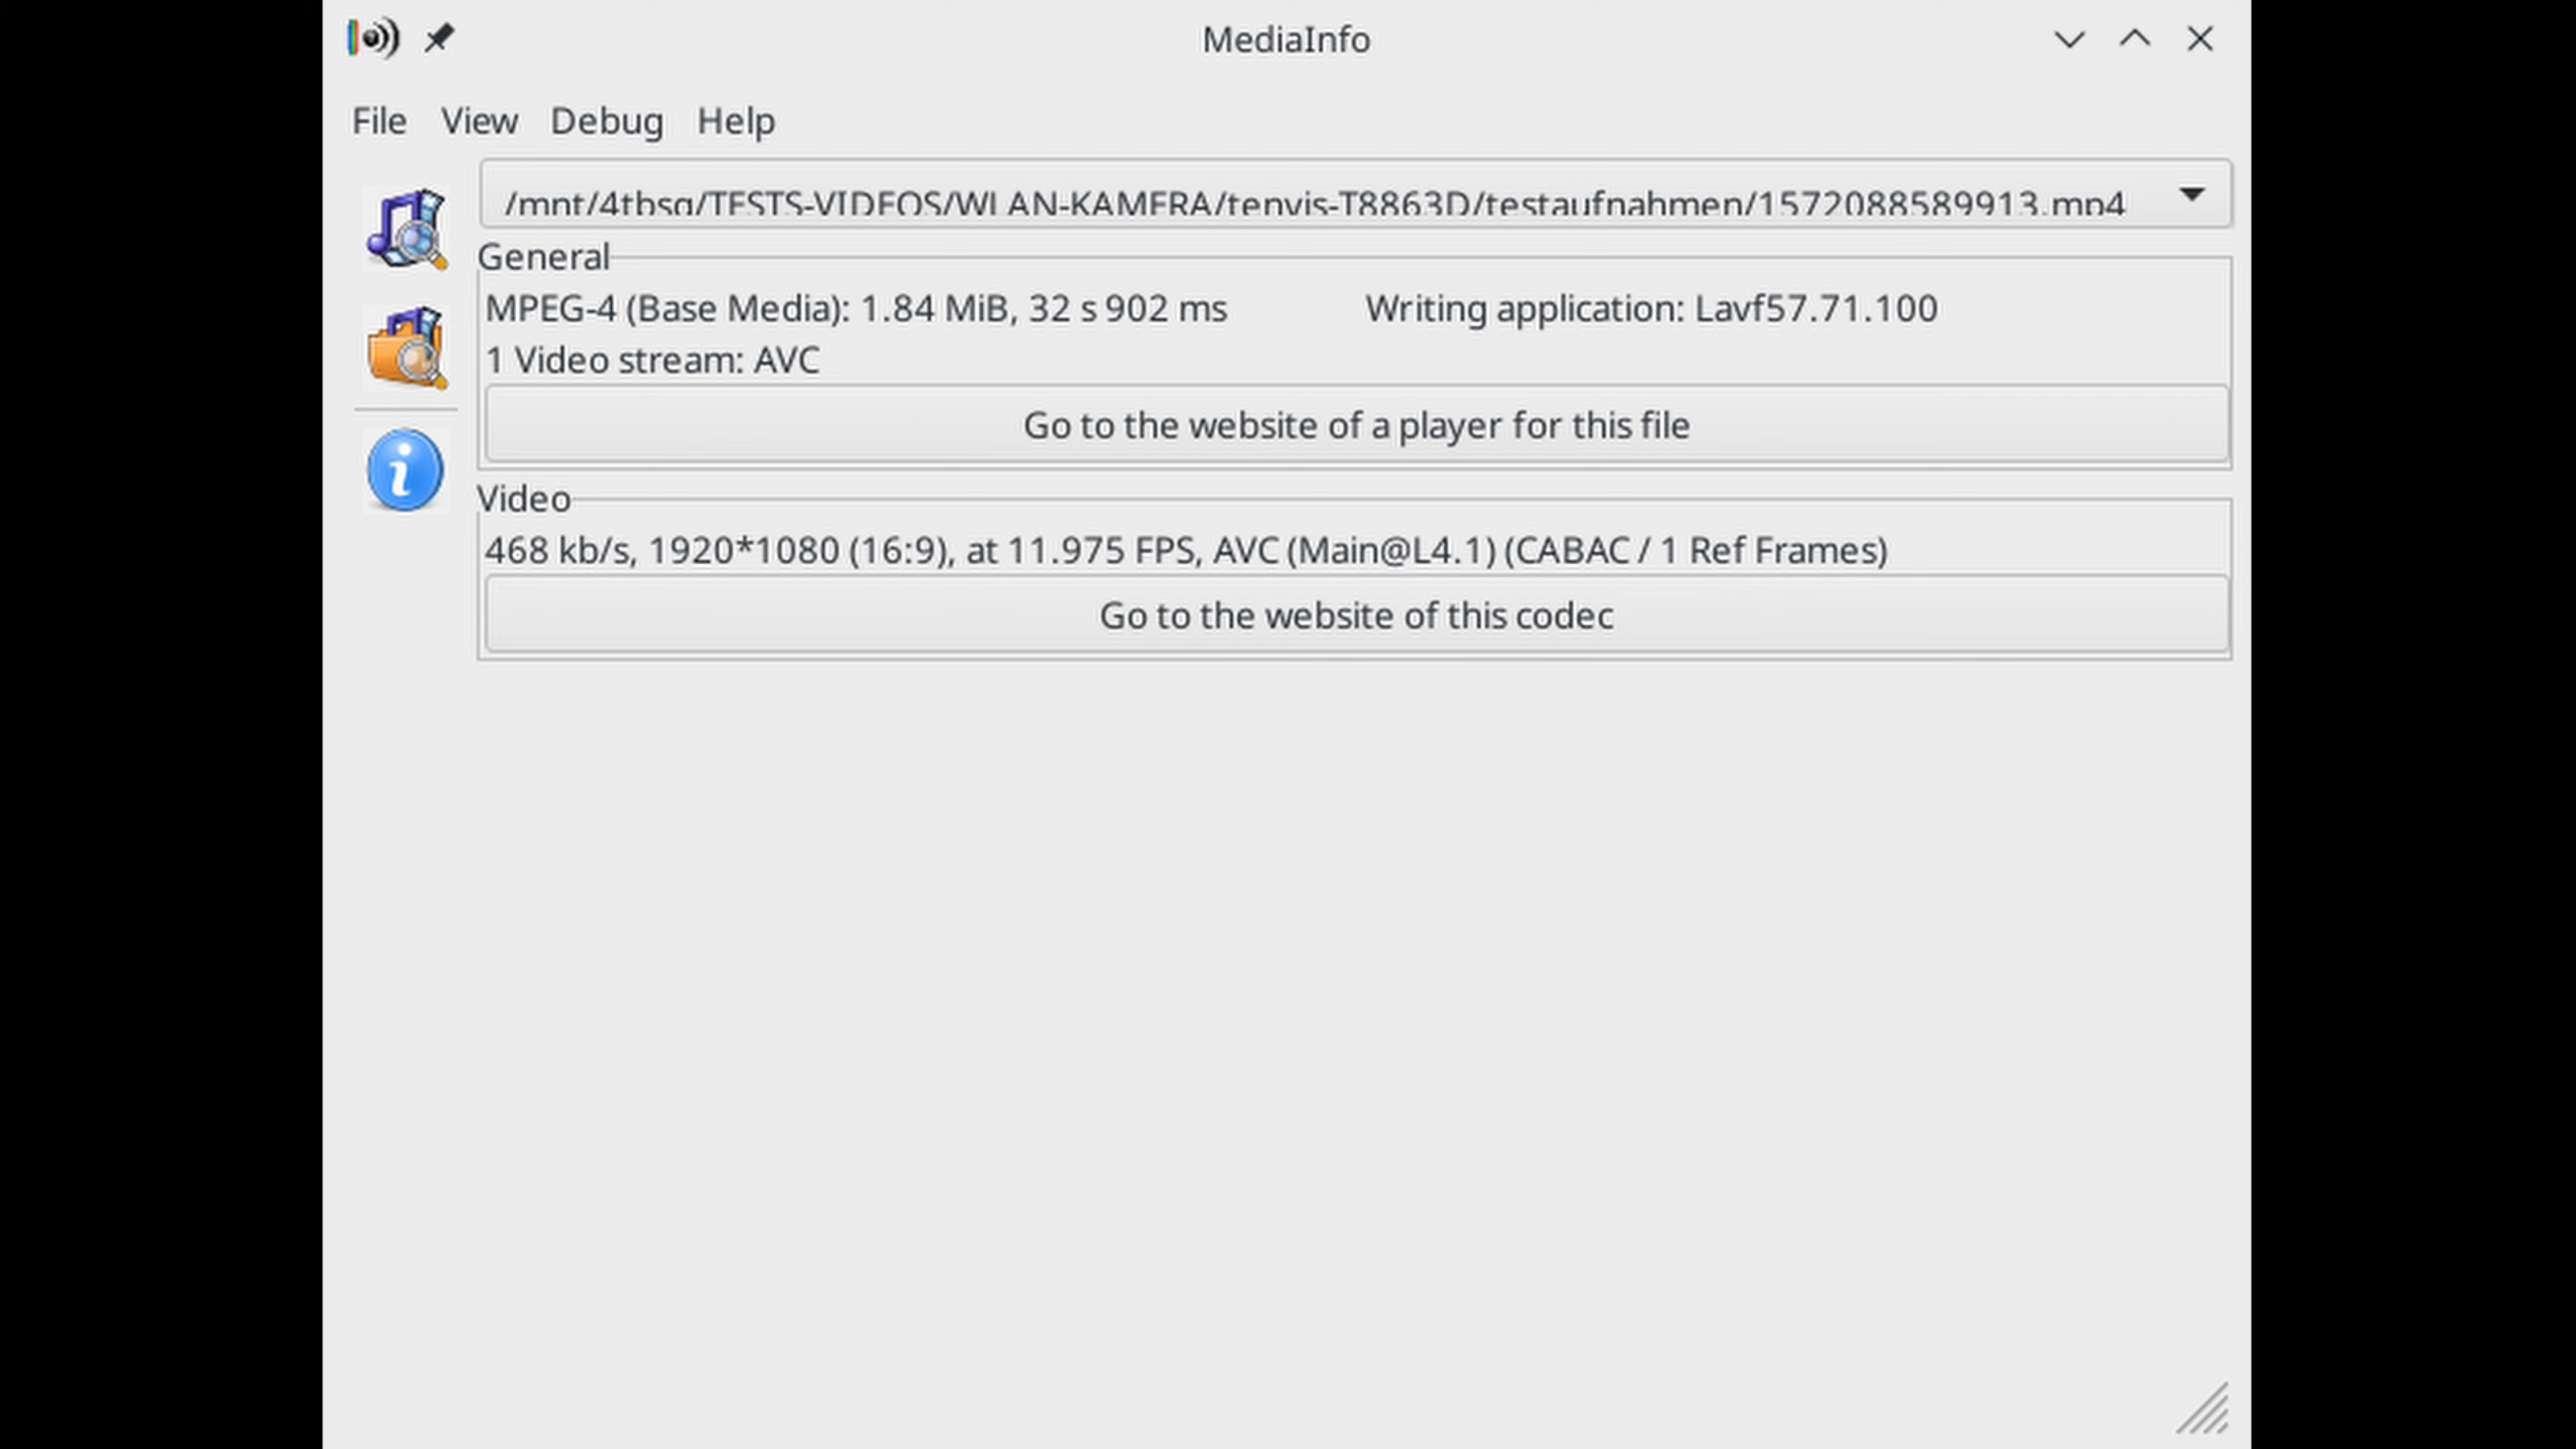 MediaInfo
File View Debug Help
/mnt/4tbsg/TESTS-VIDEOS/WLAN-KAMERA/tenvis-T8863D/testaufnahmen/1572088589913.mp4
General
MPEG-4 (Base Media): 1.84 MiB, 32 s 902 ms Writing application: Lavf57.71.100
1 Video stream: AVC
Go to the website of a player for this file
Video
468 kb/s, 1920*1080 (16:9), at 11.975 FPS, AVC (Main@L4.1) (CABAC / 1 Ref Frames)
Go to the website of this codec